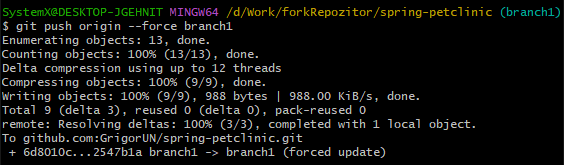 SystemX@DESKTOP-JGEHNIT MINGW64 /d/Work/forkRepozitor/spring-petclinic (branch1)
$ git push origin --force branch1
Enumerating objects: 13, done.
Counting objects: 100% (13/13), done.
Delta compression using up to 12 threads
Compressing objects: 100% (9/9), done.
Writing objects: 100% (9/9), 988 bytes | 988.00 KiB/s, done.
Total 9 (delta 3), reused 0 (delta 0), pack-reused 0
remote: Resolving deltas: 100% (3/3), completed with 1 local object.
To github.com:GrigorUN/spring-petclinic.git
 + 6d8010c...2547b1a branch1 -> branch1 (forced update)